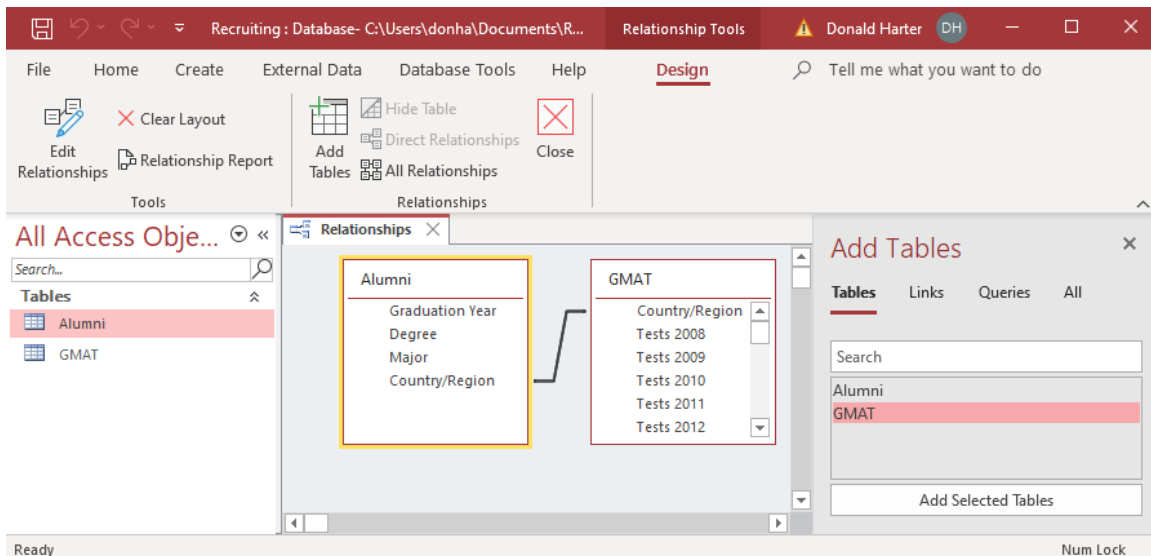 Recruiting : Database- C:\Users\donha\Documents\R... Relationship Tools Donald Harter DH
File Home Create External Data Database Tools Help Design Tell me what you want to do
Edit Relationships
Clear Layout
Relationship Report
Tools
Add Tables
Hide Table
Direct Relationships
All Relationships
Close
Relationships
All Access Obje...
Search...
Tables
Alumni
GMAT
Relationships
Alumni
Graduation Year
Degree
Major
Country/Region
GMAT
Country/Region
Tests 2008
Tests 2009
Tests 2010
Tests 2011
Tests 2012
Add Tables
Tables Links Queries All
Search
Alumni
GMAT
Add Selected Tables
Ready Num Lock